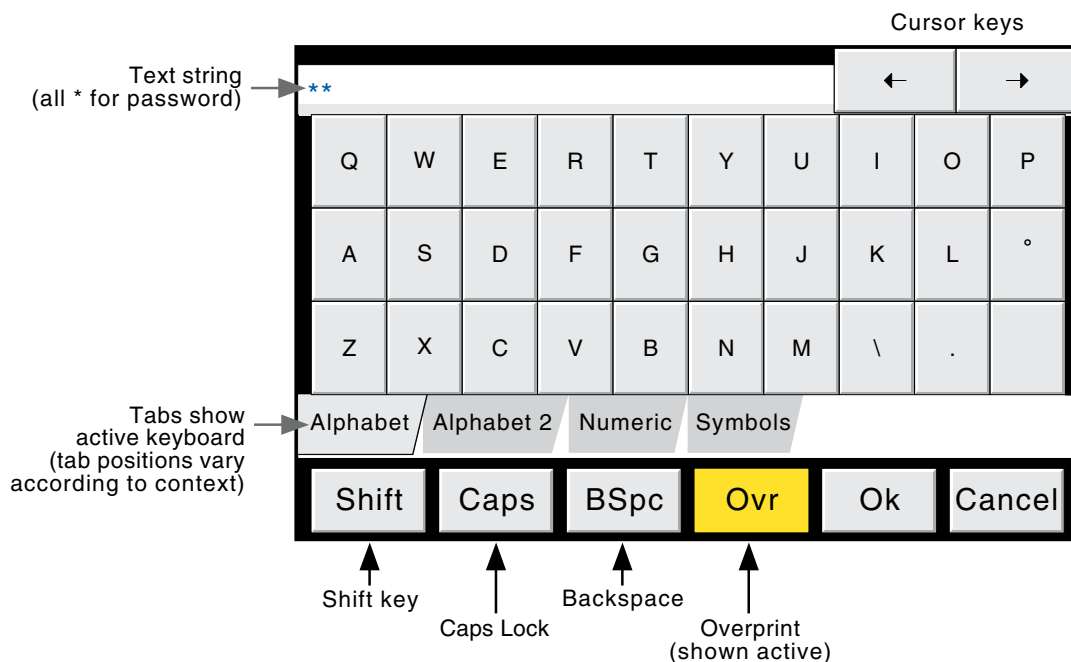 Cursor keys
Text string
(all * for password)
**
← →
Q W E R T Y U I O P
A S D F G H J K L °
Z X C V B N M \ .
Tabs show
active keyboard
(tab positions vary
according to context)
Alphabet Alphabet 2 Numeric Symbols
Shift Caps BSpc Ovr Ok Cancel
Shift key
Caps Lock
Backspace
Overprint
(shown active)